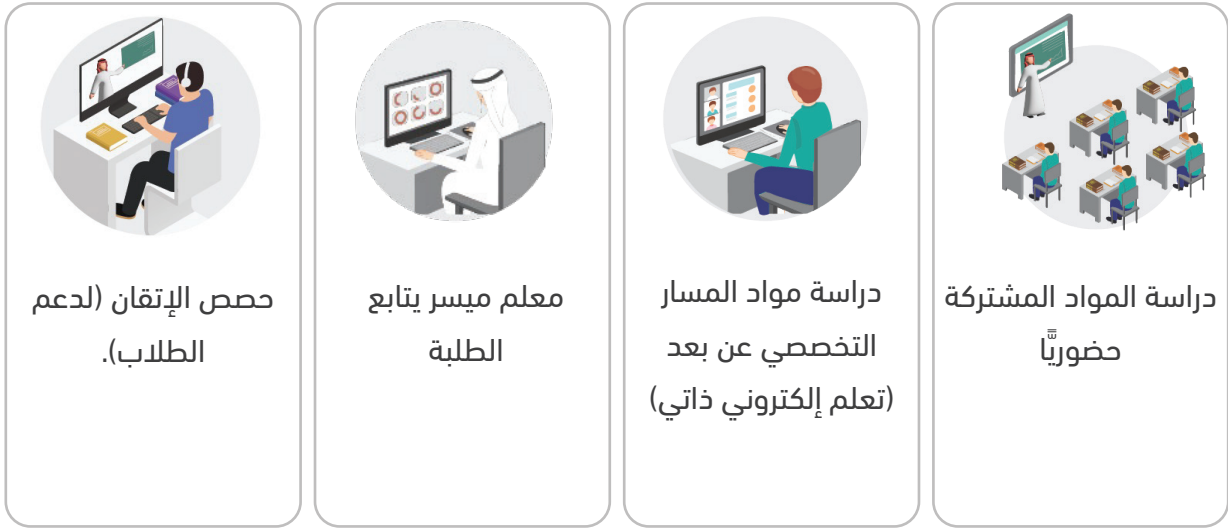 دراسة المواد المشتركة
حضوريًّا
دراسة مواد المسار
التخصصي عن بعد
(تعلم إلكتروني ذاتي)
معلم ميسر يتابع
الطلبة
حصص الإتقان (لدعم
الطلاب).